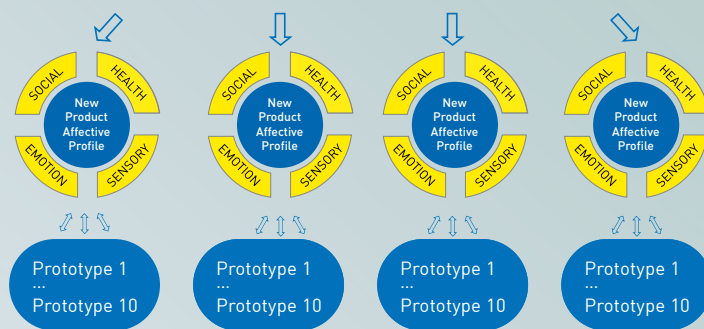 SOCIAL
HEALTH
New
Product
Affective
Profile
EMOTION
SENSORY
SOCIAL
HEALTH
New
Product
Affective
Profile
EMOTION
SENSORY
SOCIAL
HEALTH
New
Product
Affective
Profile
EMOTION
SENSORY
SOCIAL
HEALTH
New
Product
Affective
Profile
EMOTION
SENSORY
Prototype 1
...
Prototype 10
Prototype 1
...
Prototype 10
Prototype 1
...
Prototype 10
Prototype 1
...
Prototype 10